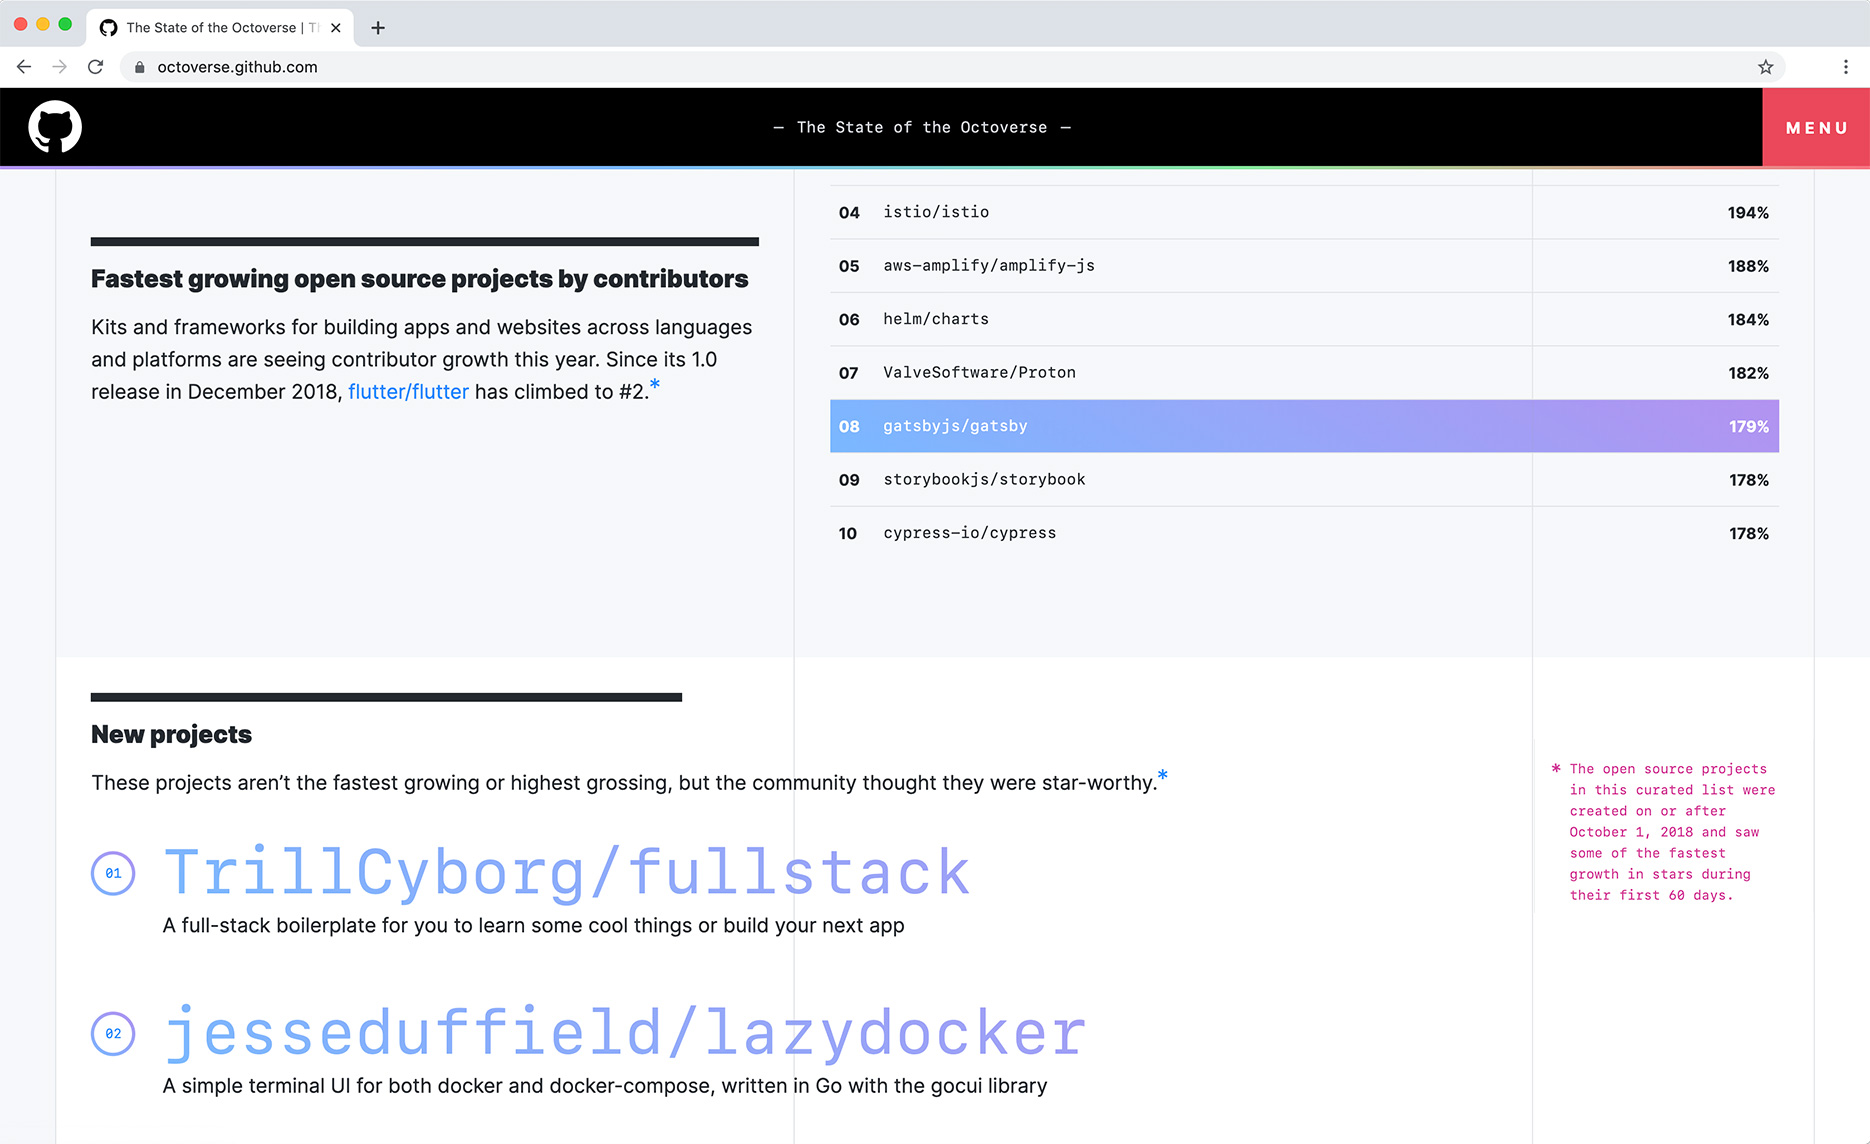 The State of the Octoverse |
octoverse.github.com
— The State of the Octoverse —
MENU
Fastest growing open source projects by contributors
Kits and frameworks for building apps and websites across languages
and platforms are seeing contributor growth this year. Since its 1.0
release in December 2018, flutter/flutter has climbed to #2.*
04 istio/istio 194%
05 aws-amplify/amplify-js 188%
06 helm/charts 184%
07 ValveSoftware/Proton 182%
08 gatsbyjs/gatsby 179%
09 storybookjs/storybook 178%
10 cypress-io/cypress 178%
New projects
These projects aren’t the fastest growing or highest grossing, but the community thought they were star-worthy.*
01 TrillCyborg/fullstack
A full-stack boilerplate for you to learn some cool things or build your next app
02 jesseduffield/lazydocker
A simple terminal UI for both docker and docker-compose, written in Go with the gocui library
* The open source projects
in this curated list were
created on or after
October 1, 2018 and saw
some of the fastest
growth in stars during
their first 60 days.